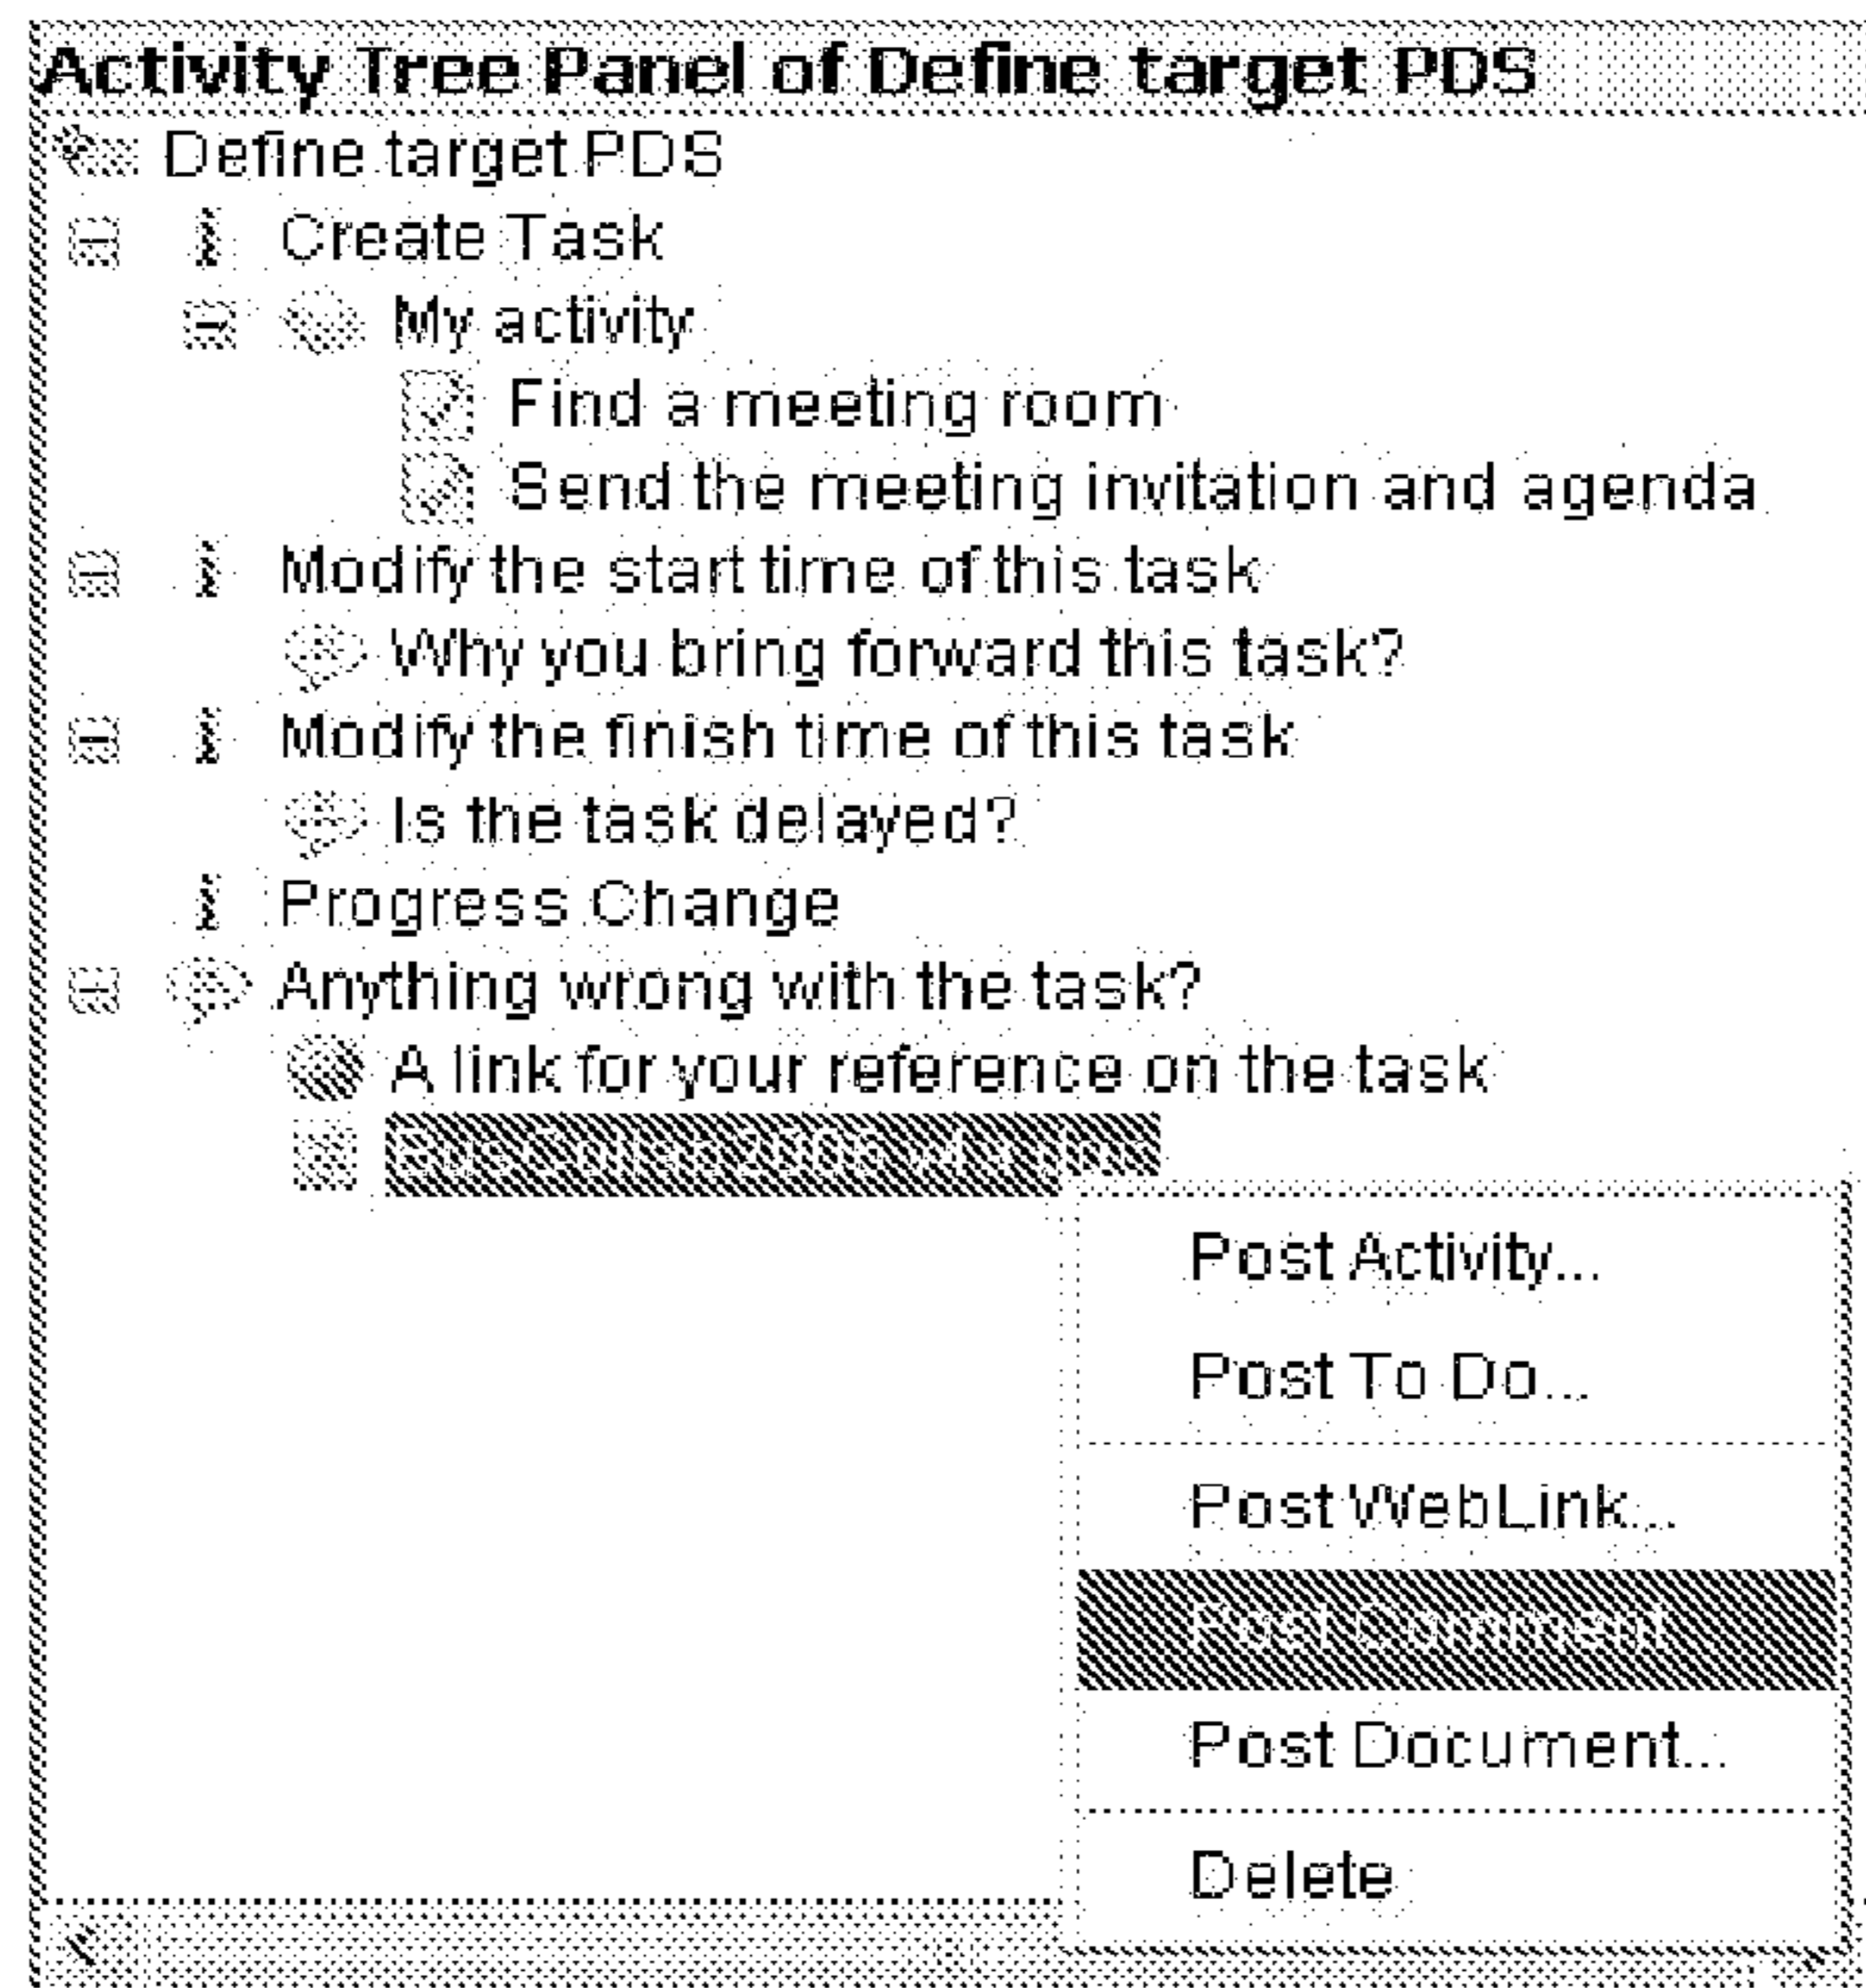 Activity Tree Panel of Define target PDS
Define target PDS
Create Task
My activity
Find a meeting room
Send the meeting invitation and agenda
Modify the start time of this task
Why you bring forward this task?
Modify the finish time of this task
Is the task delayed?
Progress Change
Anything wrong with the task?
A link for your reference on the task
Post Activity...
Post To Do...
Post WebLink...
Post Comment...
Post Document...
Delete